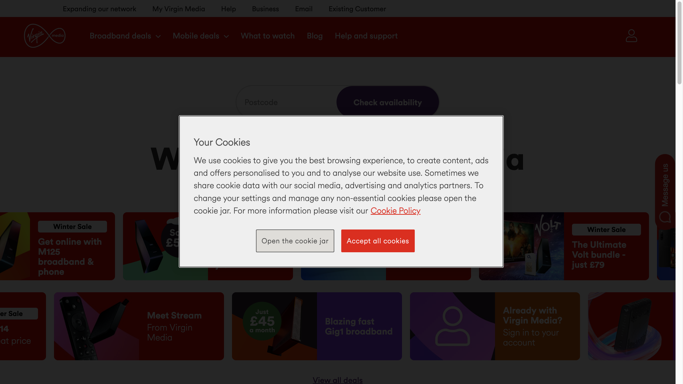 Expanding our network My Virgin Media Help Business Email Existing Customer
Broadband deals Mobile deals What to watch Blog Help and support
Postcode
Check availability
Your Cookies
We use cookies to give you the best browsing experience, to create content, ads
and offers personalised to you and to analyse our website use. Sometimes we
share cookie data with our social media, advertising and analytics partners. To
change your settings and manage any non-essential cookies please open the
cookie jar. For more information please visit our Cookie Policy
Open the cookie jar
Accept all cookies
Message us
Winter Sale
Get online with
M125
broadband &
phone
Winter Sale
The Ultimate
Volt bundle -
just £79
Meet Stream
From Virgin
Media
Just
£45
a month
Blazing fast
Gig1 broadband
Already with
Virgin Media?
Sign in to your
account
View all deals